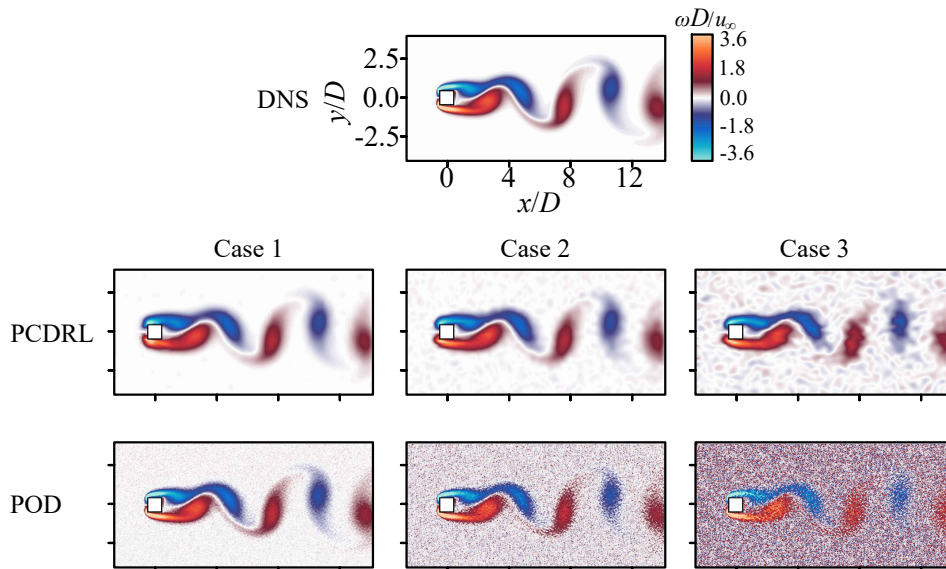 ωD/u∞
DNS
y/D
2.5
0.0
-2.5
0
4
8
12
x/D
3.6
1.8
0.0
-1.8
-3.6
Case 1
Case 2
Case 3
PCDRL
POD